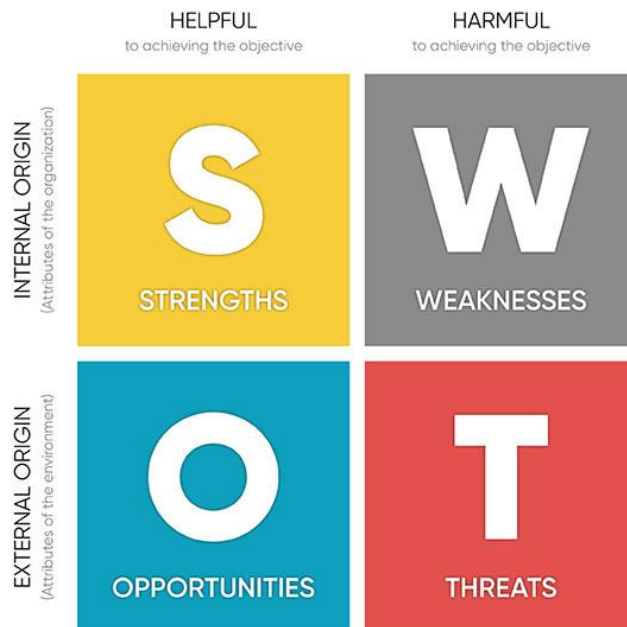 HELPFUL
to achieving the objective
HARMFUL
to achieving the objective
INTERNAL ORIGIN
(Attributes of the organization)
S
STRENGTHS
W
WEAKNESSES
EXTERNAL ORIGIN
(Attributes of the environment)
O
OPPORTUNITIES
T
THREATS